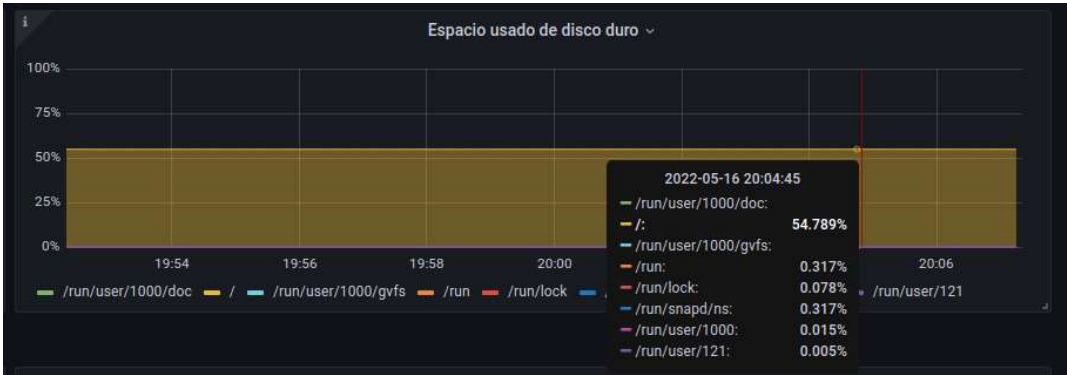 i
Espacio usado de disco duro
100%
75%
50%
25%
0%
19:54 19:56 19:58 20:00 20:06
2022-05-16 20:04:45
/run/user/1000/doc:
/: 54.789%
/run/user/1000/gvfs:
/run: 0.317%
/run/lock: 0.078%
/run/snapd/ns: 0.317%
/run/user/1000: 0.015%
/run/user/121: 0.005%
/run/user/1000/doc / /run/user/1000/gvfs /run /run/lock / /run/user/121